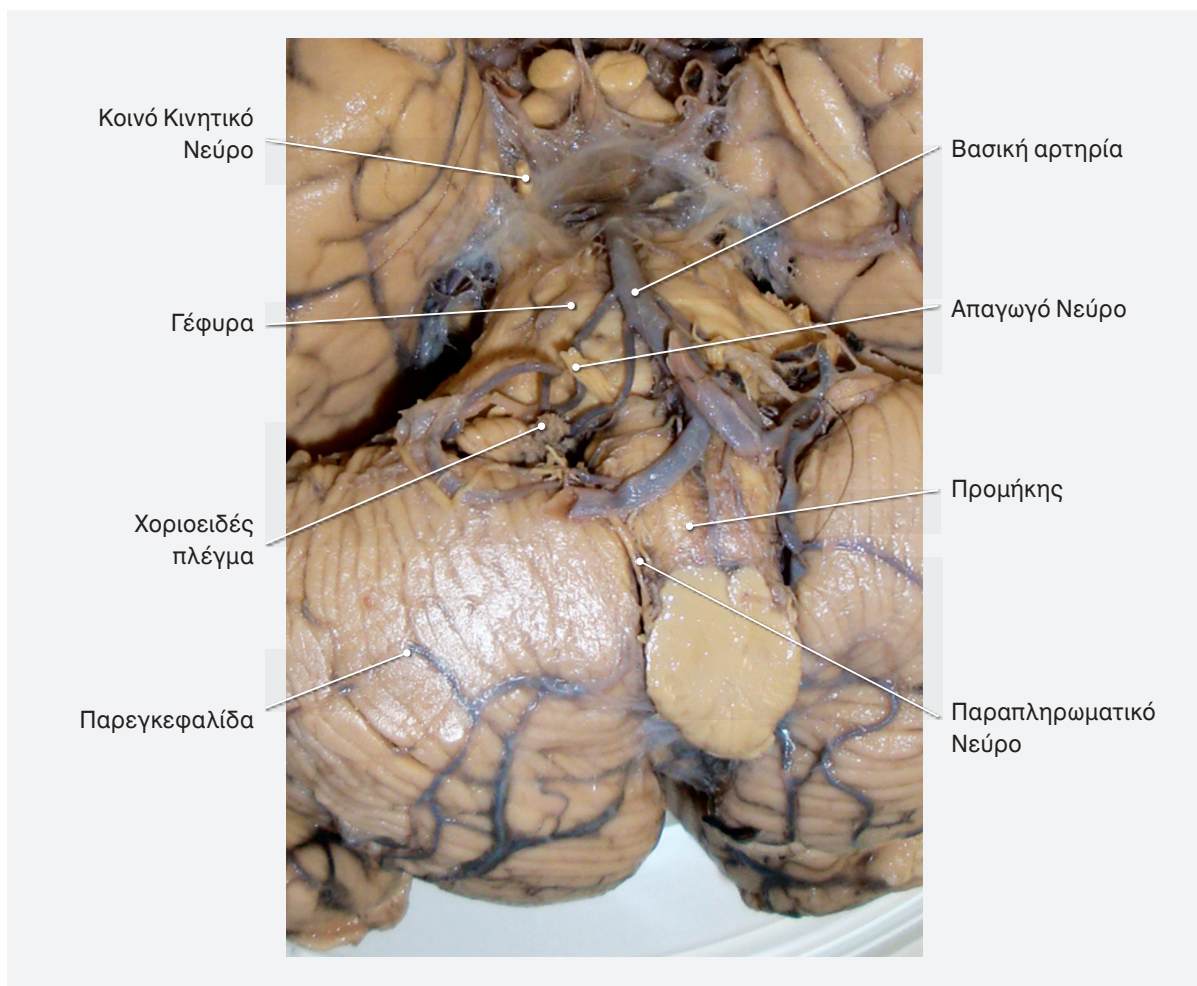 Κοινό Κινητικό
Νεύρο
Γέφυρα
Χοριοειδές
πλέγμα
Παρεγκεφαλίδα
Βασική αρτηρία
Απαγωγό Νεύρο
Προμήκης
Παραπληρωματικό
Νεύρο